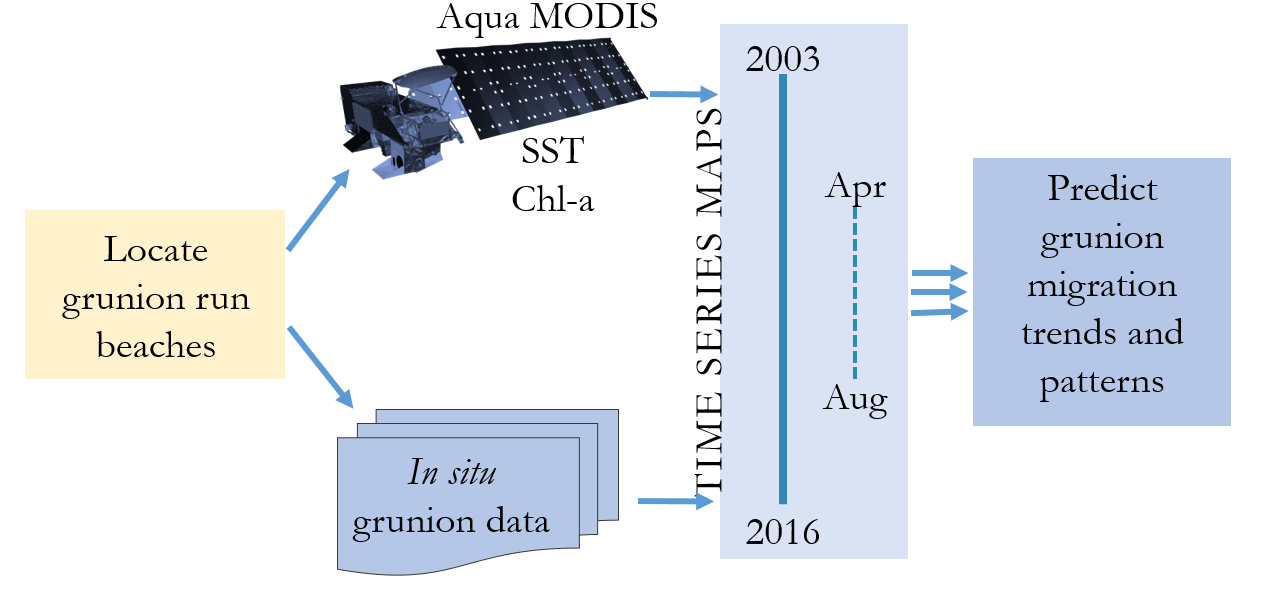 Aqua MODIS
SST
Chl-a
Locate
grunion run
beaches
In situ
grunion data
TIME SERIES MAPS
2003
Apr
Aug
2016
Predict
grunion
migration
trends and
patterns